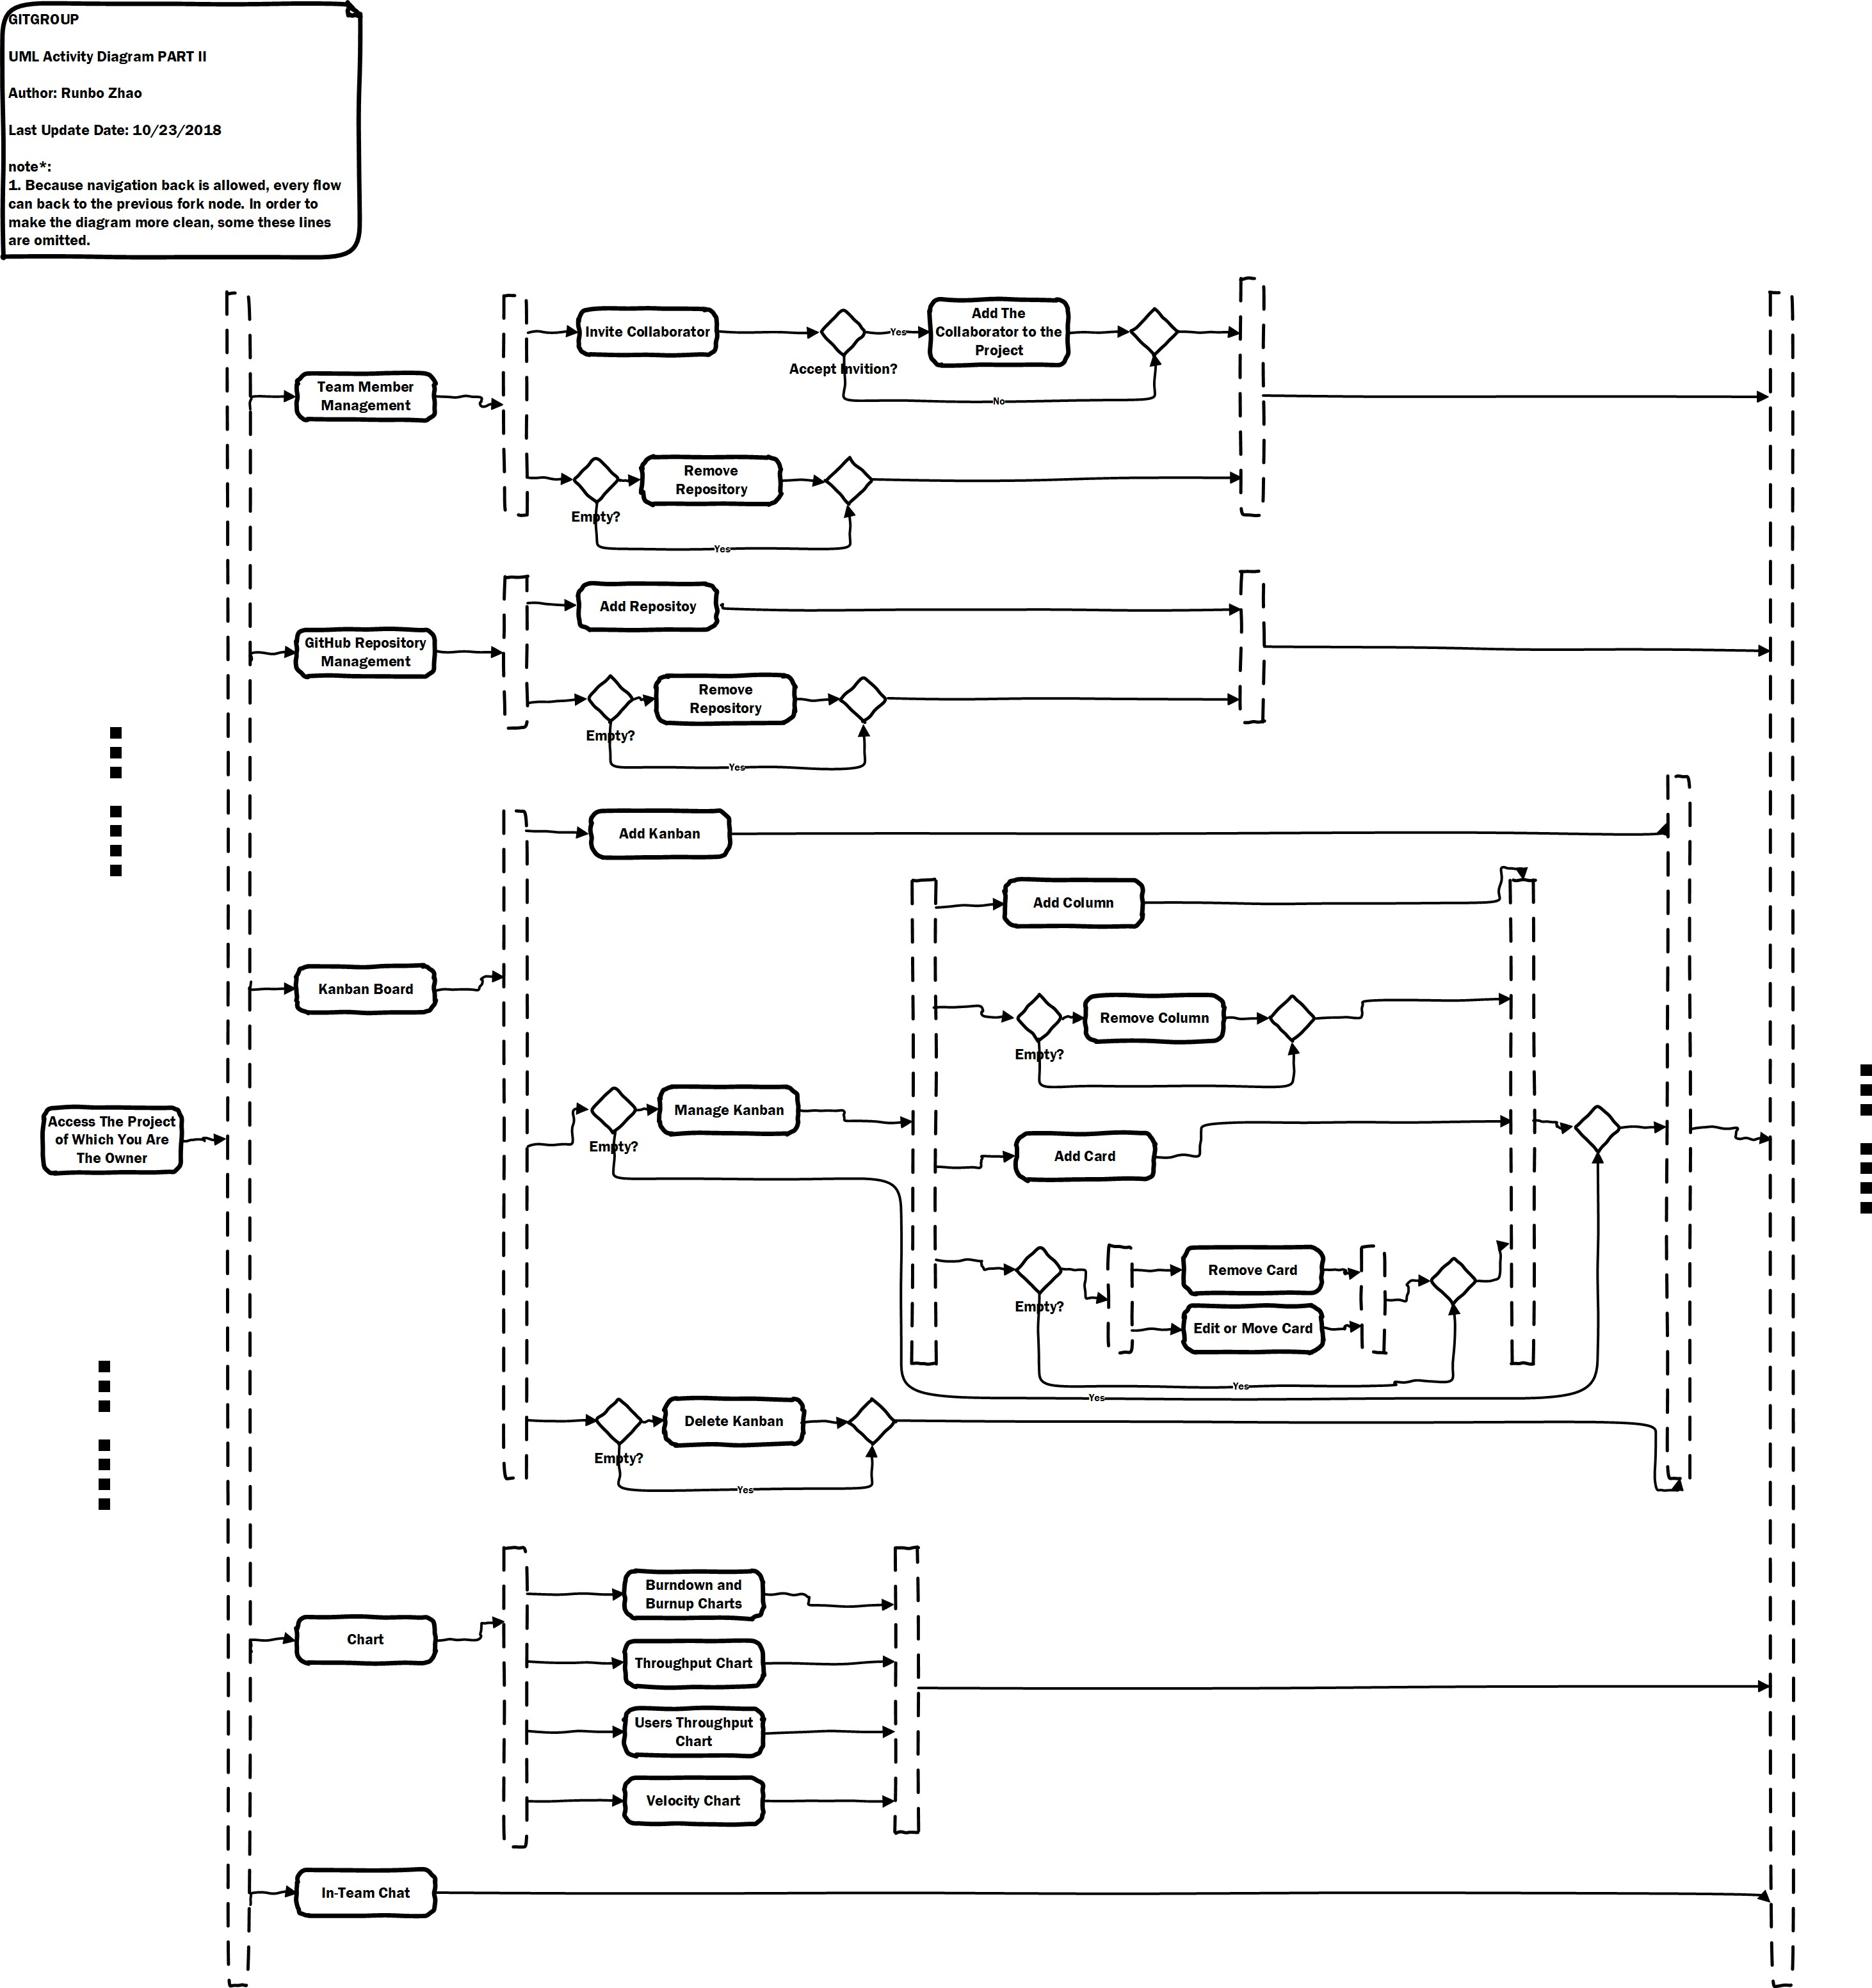 GITGROUP
UML Activity Diagram PART II
Author: Runbo Zhao
Last Update Date: 10/23/2018
note*:
1. Because navigation back is allowed, every flow
can back to the previous fork node. In order to
make the diagram more clean, some these lines
are omitted.
Invite Collaborator
Yes
Add The
Collaborator to the
Project
Accept Invition?
No
Team Member
Management
Remove
Repository
Empty?
Yes
Add Repositoy
GitHub Repository
Management
Remove
Repository
Empty?
Yes
Add Kanban
Add Column
Kanban Board
Remove Column
Empty?
Manage Kanban
Empty?
Access The Project
of Which You Are
The Owner
Add Card
Remove Card
Empty?
Edit or Move Card
Yes
Yes
Delete Kanban
Empty?
Yes
Burndown and
Burnup Charts
Chart
Throughput Chart
Users Throughput
Chart
Velocity Chart
In-Team Chat